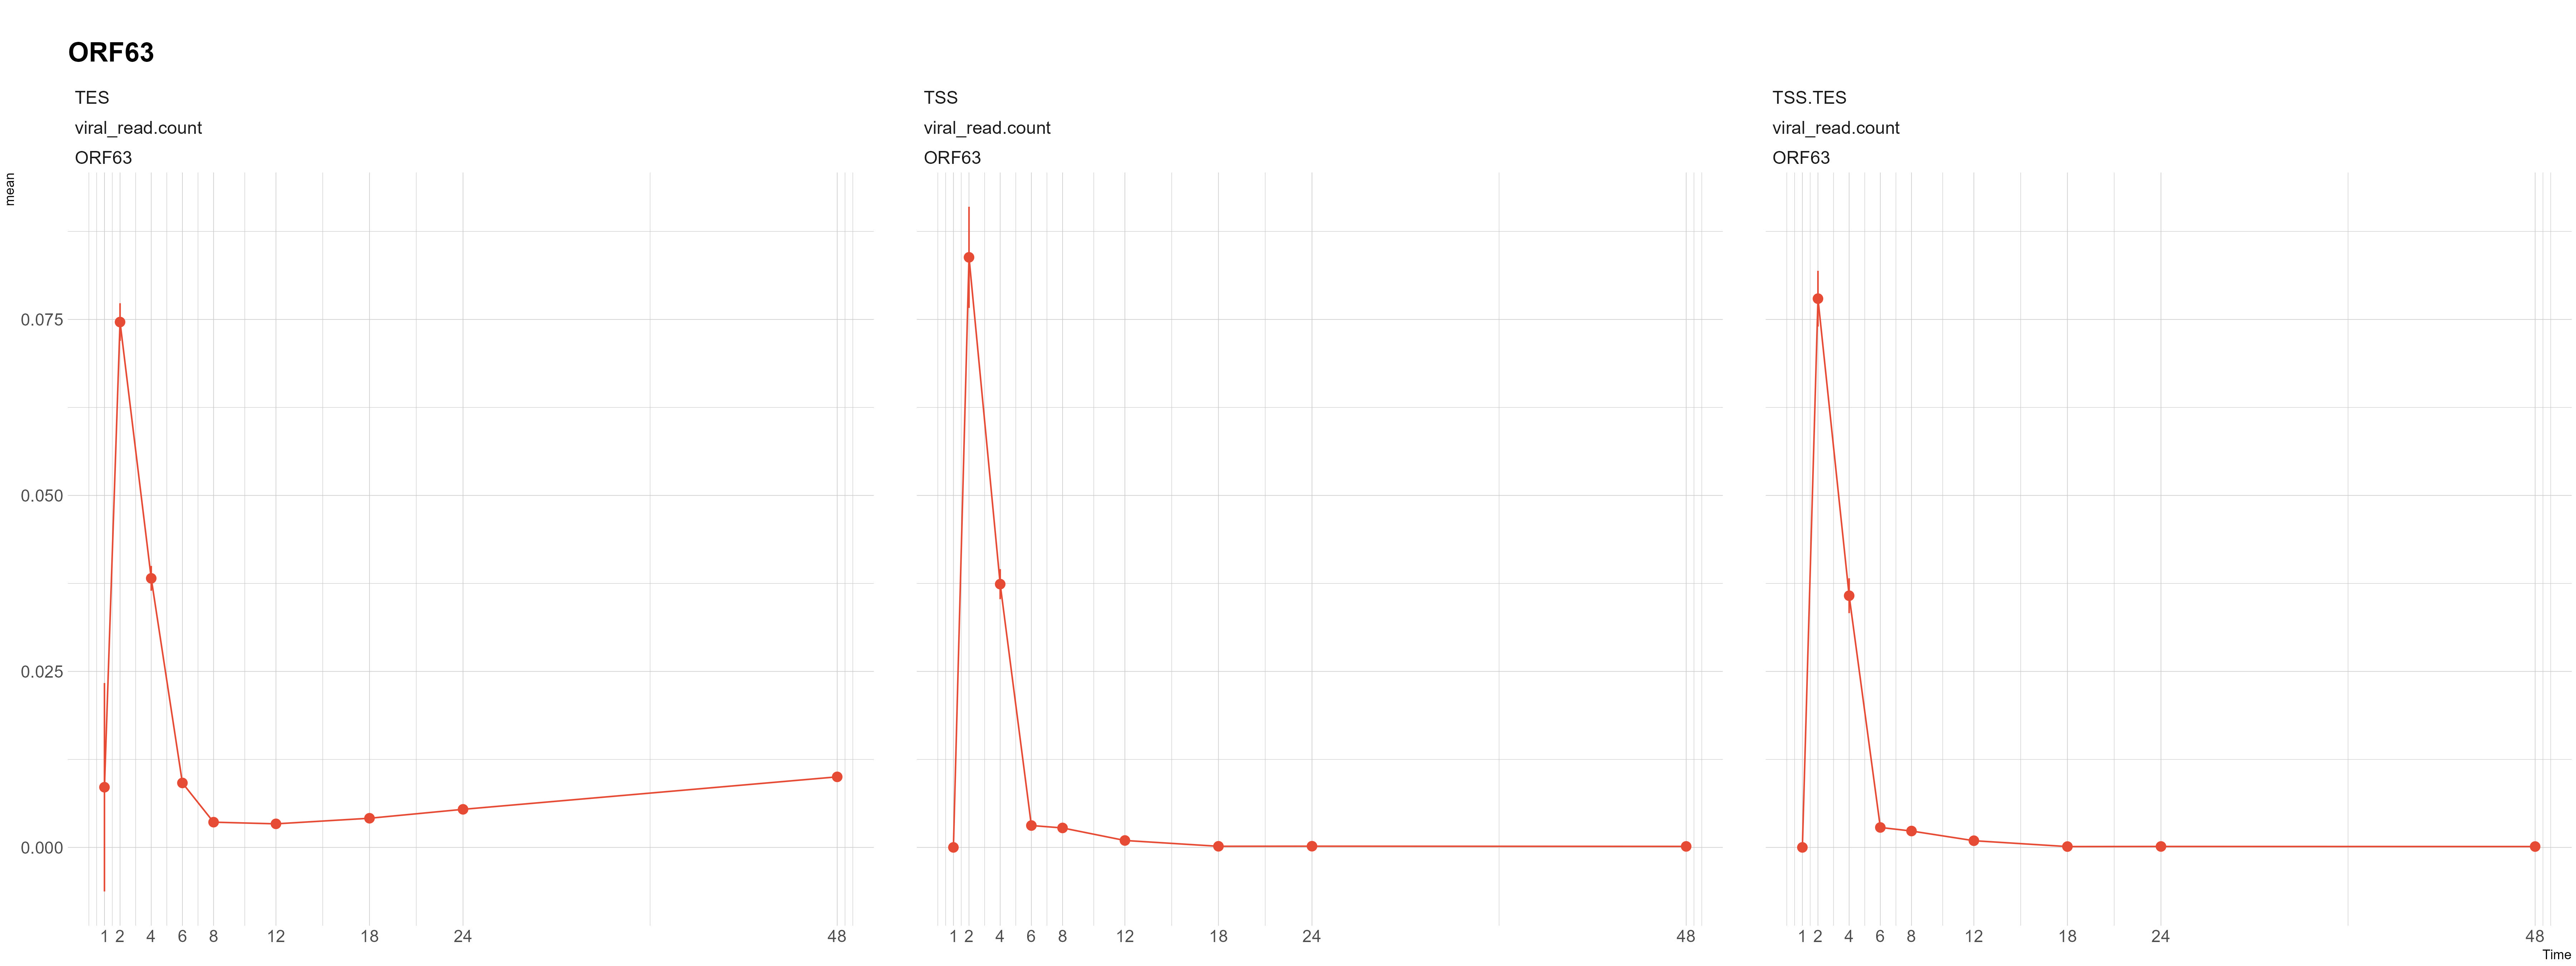 ORF63
TES
viral_read.count
ORF63
TSS
viral_read.count
ORF63
TSS.TES
viral_read.count
ORF63
mean
0.075
0.050
0.025
0.000
1 2 4 6 8 12 18 24 48
1 2 4 6 8 12 18 24 48
1 2 4 6 8 12 18 24 48
Time